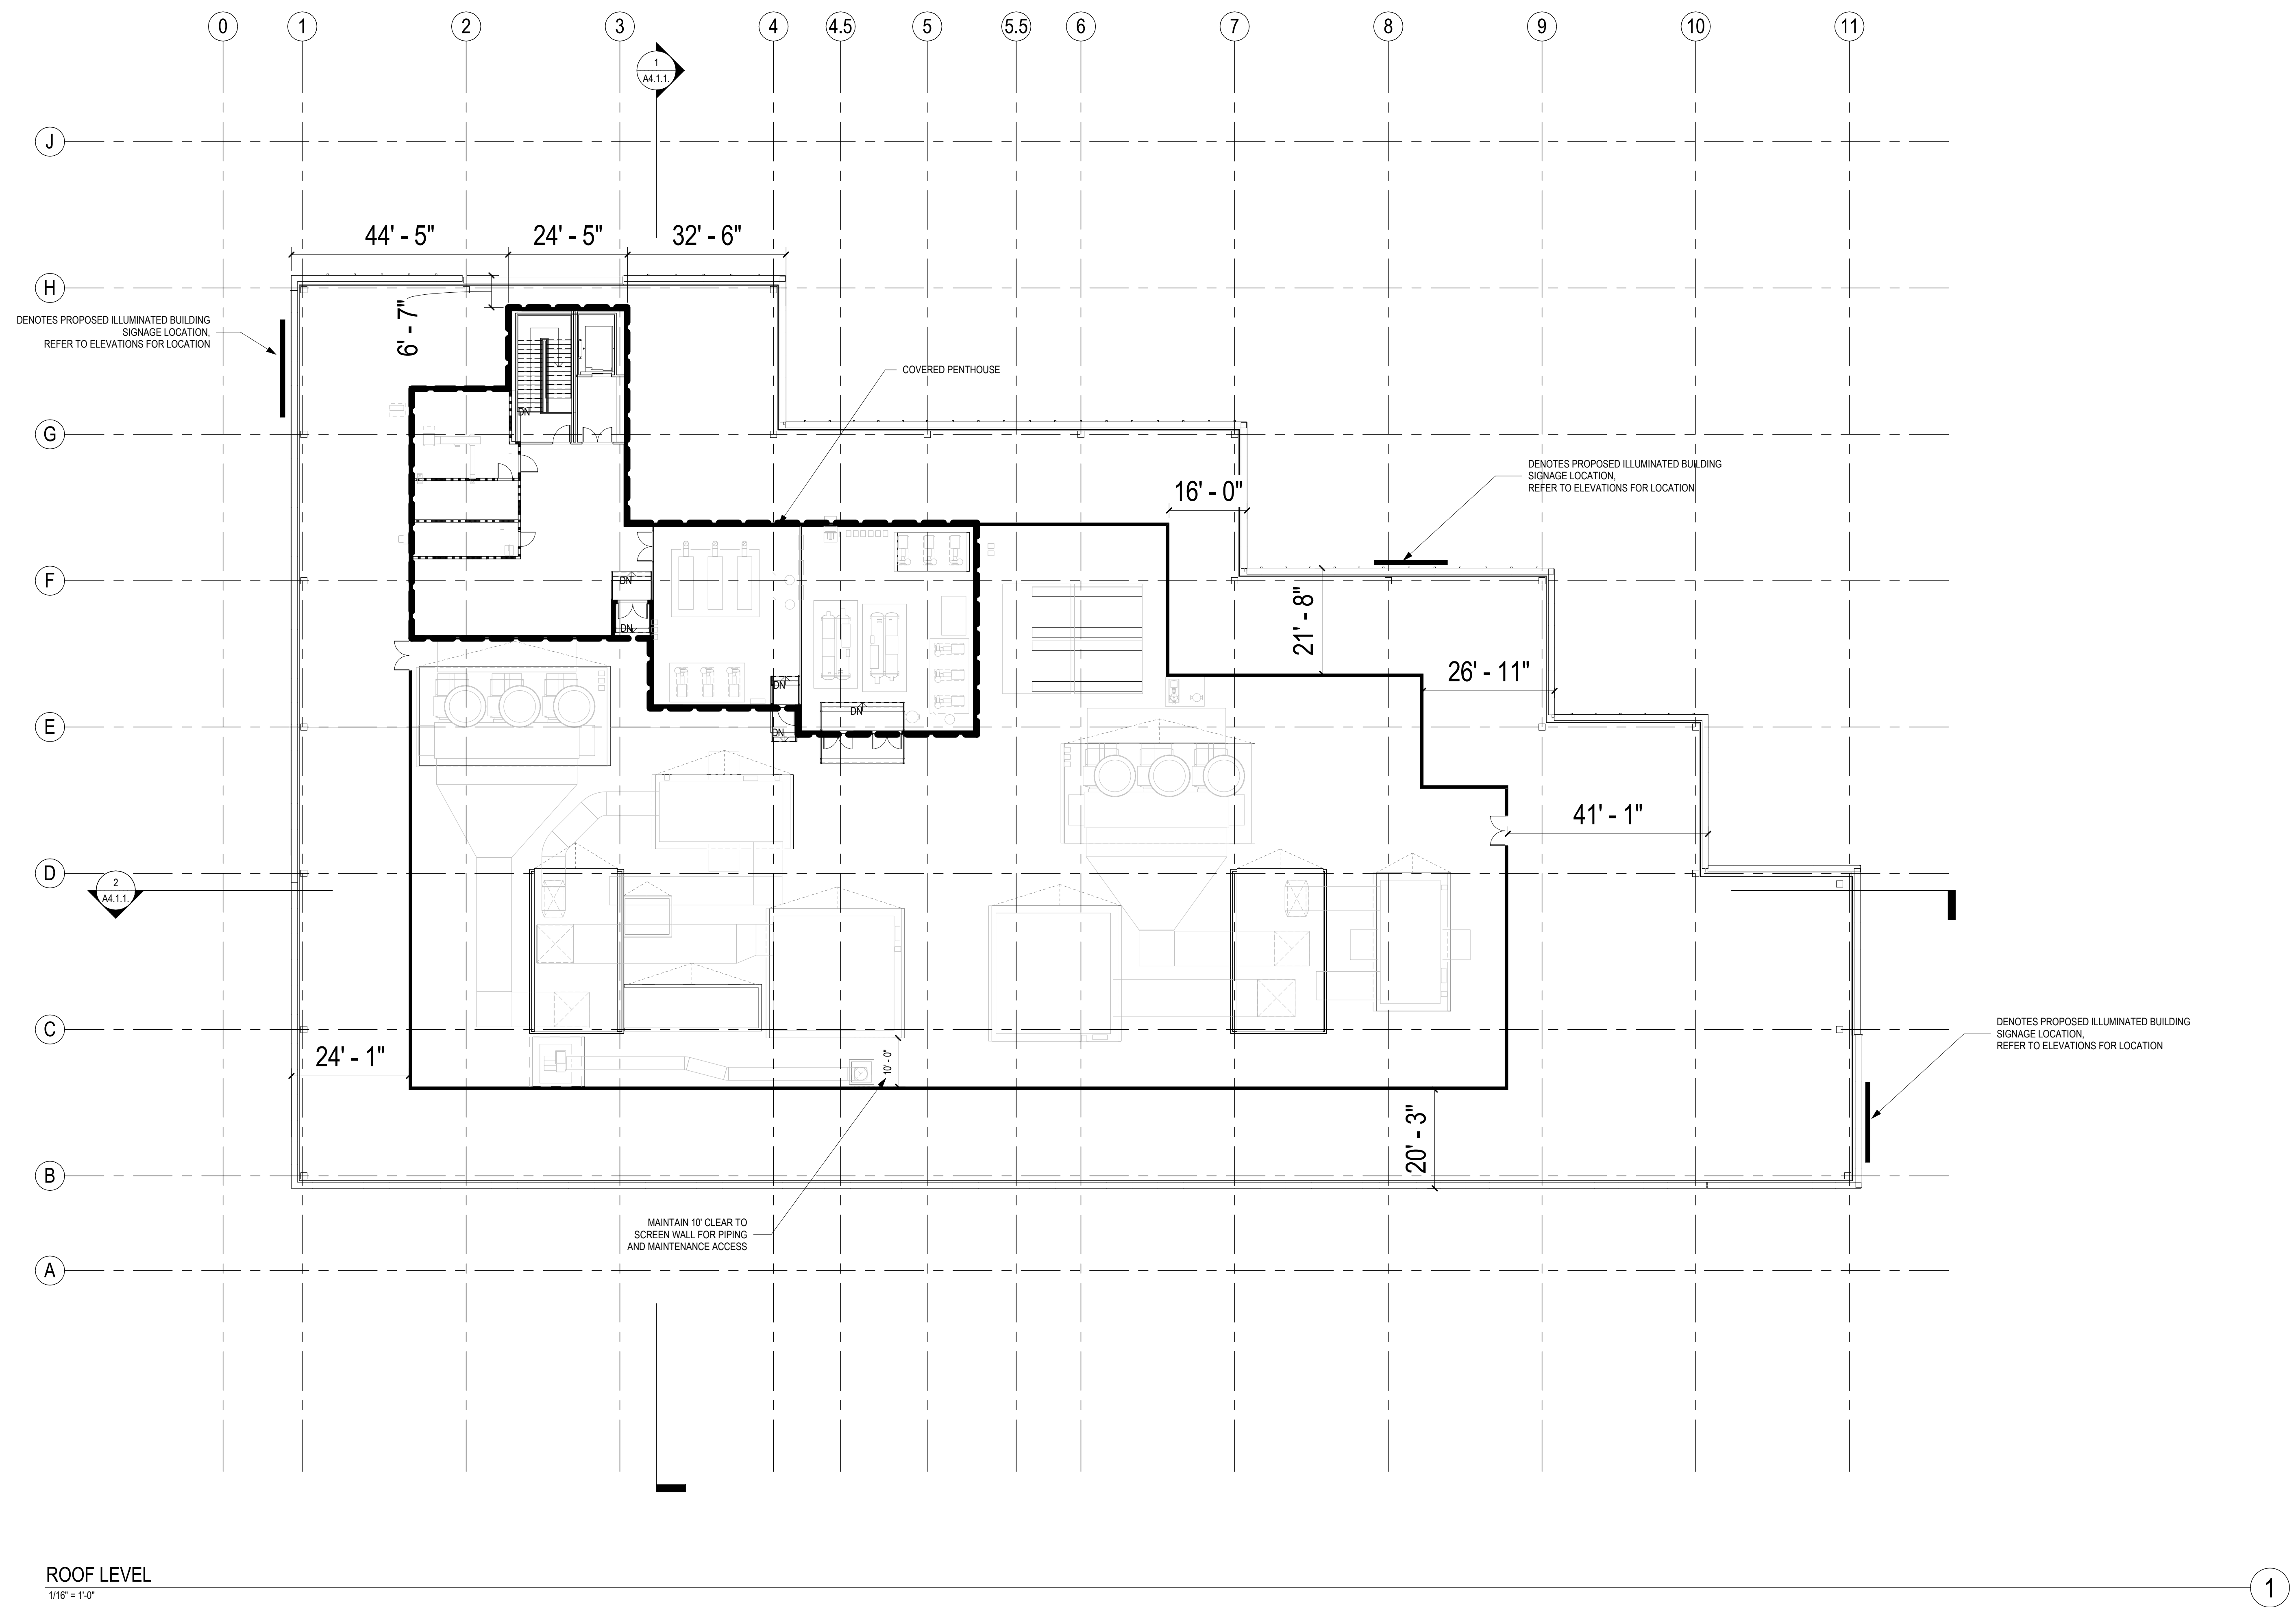 0
1
2
3
4
4.5
5
5.5
6
7
8
9
10
11
1
A4.1.1.
J
44' - 5"
24' - 5"
32' - 6"
H
DENOTES PROPOSED ILLUMINATED BUILDING
SIGNAGE LOCATION,
REFER TO ELEVATIONS FOR LOCATION
6' - 7"
COVERED PENTHOUSE
DN
G
DENOTES PROPOSED ILLUMINATED BUILDING
SIGNAGE LOCATION,
REFER TO ELEVATIONS FOR LOCATION
16' - 0"
F
DN
DN
21' - 8"
26' - 11"
DN
DN
DN
E
41' - 1"
D
2
A4.1.1.
C
DENOTES PROPOSED ILLUMINATED BUILDING
SIGNAGE LOCATION,
REFER TO ELEVATIONS FOR LOCATION
24' - 1"
10' - 0"
20' - 3"
B
MAINTAIN 10' CLEAR TO
SCREEN WALL FOR PIPING
AND MAINTENANCE ACCESS
A
ROOF LEVEL
1/16" = 1'-0"
1